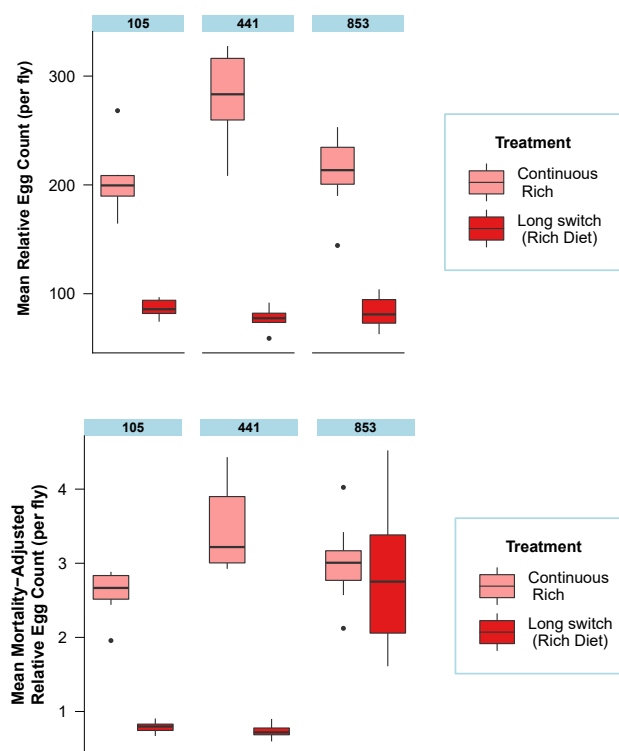 105 441 853
Mean Relative Egg Count (per fly)
300
200
100
Treatment
Continuous
Rich
Long switch
(Rich Diet)
105 441 853
Mean Mortality−Adjusted
Relative Egg Count (per fly)
4
3
2
1
Treatment
Continuous
Rich
Long switch
(Rich Diet)